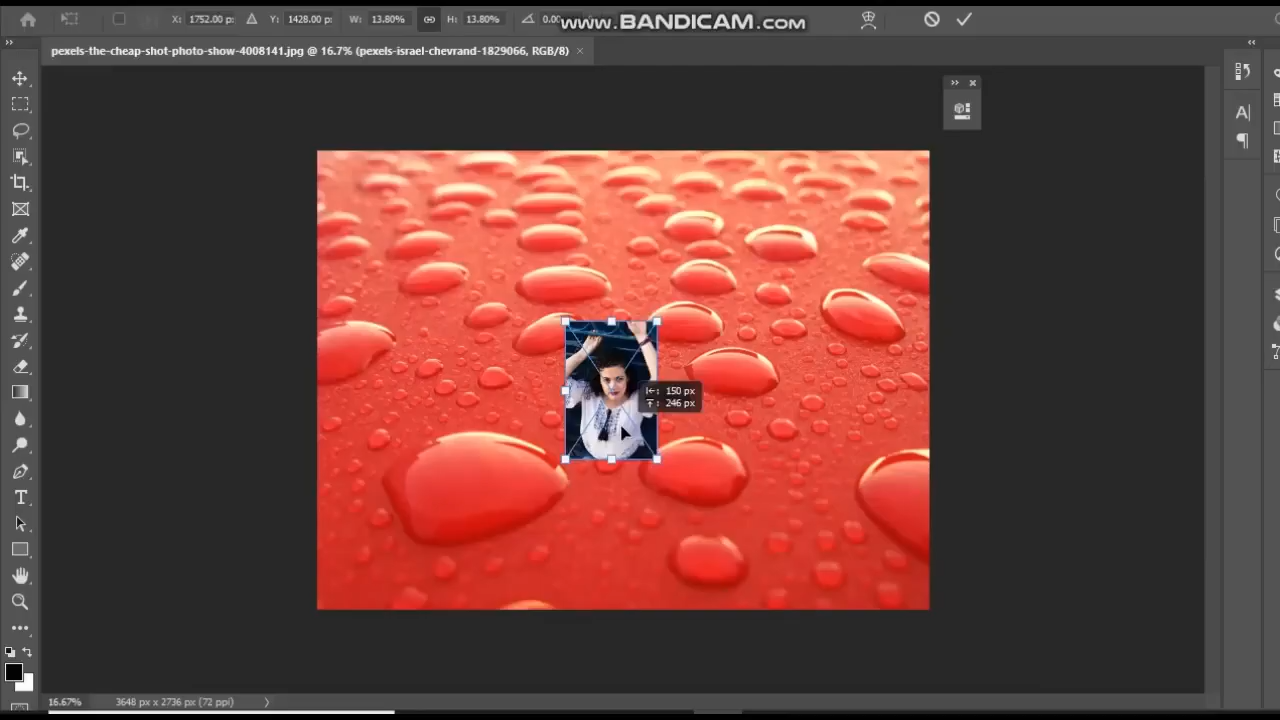 X: 1752.00 p: Y: 1428.00 p: W: 13.80% H: 13.80% 0.00
www.BANDICAM.com
pexels-the-cheap-shot-photo-show-4008141.jpg @ 16.7% (pexels-israel-chevrand-1829066, RGB/8) ×
150 px
246 px
16.67% 3648 px x 2736 px (72 ppi)